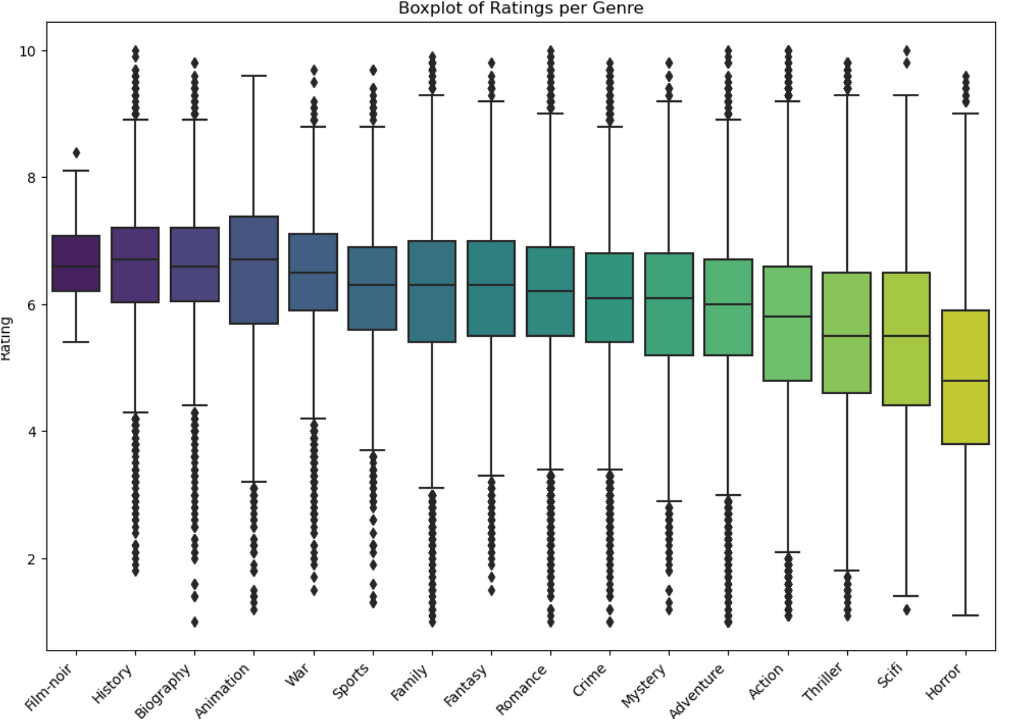 Boxplot of Ratings per Genre
10
8
6
4
2
Rating
Film-noir
History
Biography
Animation
War
Sports
Family
Fantasy
Romance
Crime
Mystery
Adventure
Action
Thriller
Scifi
Horror